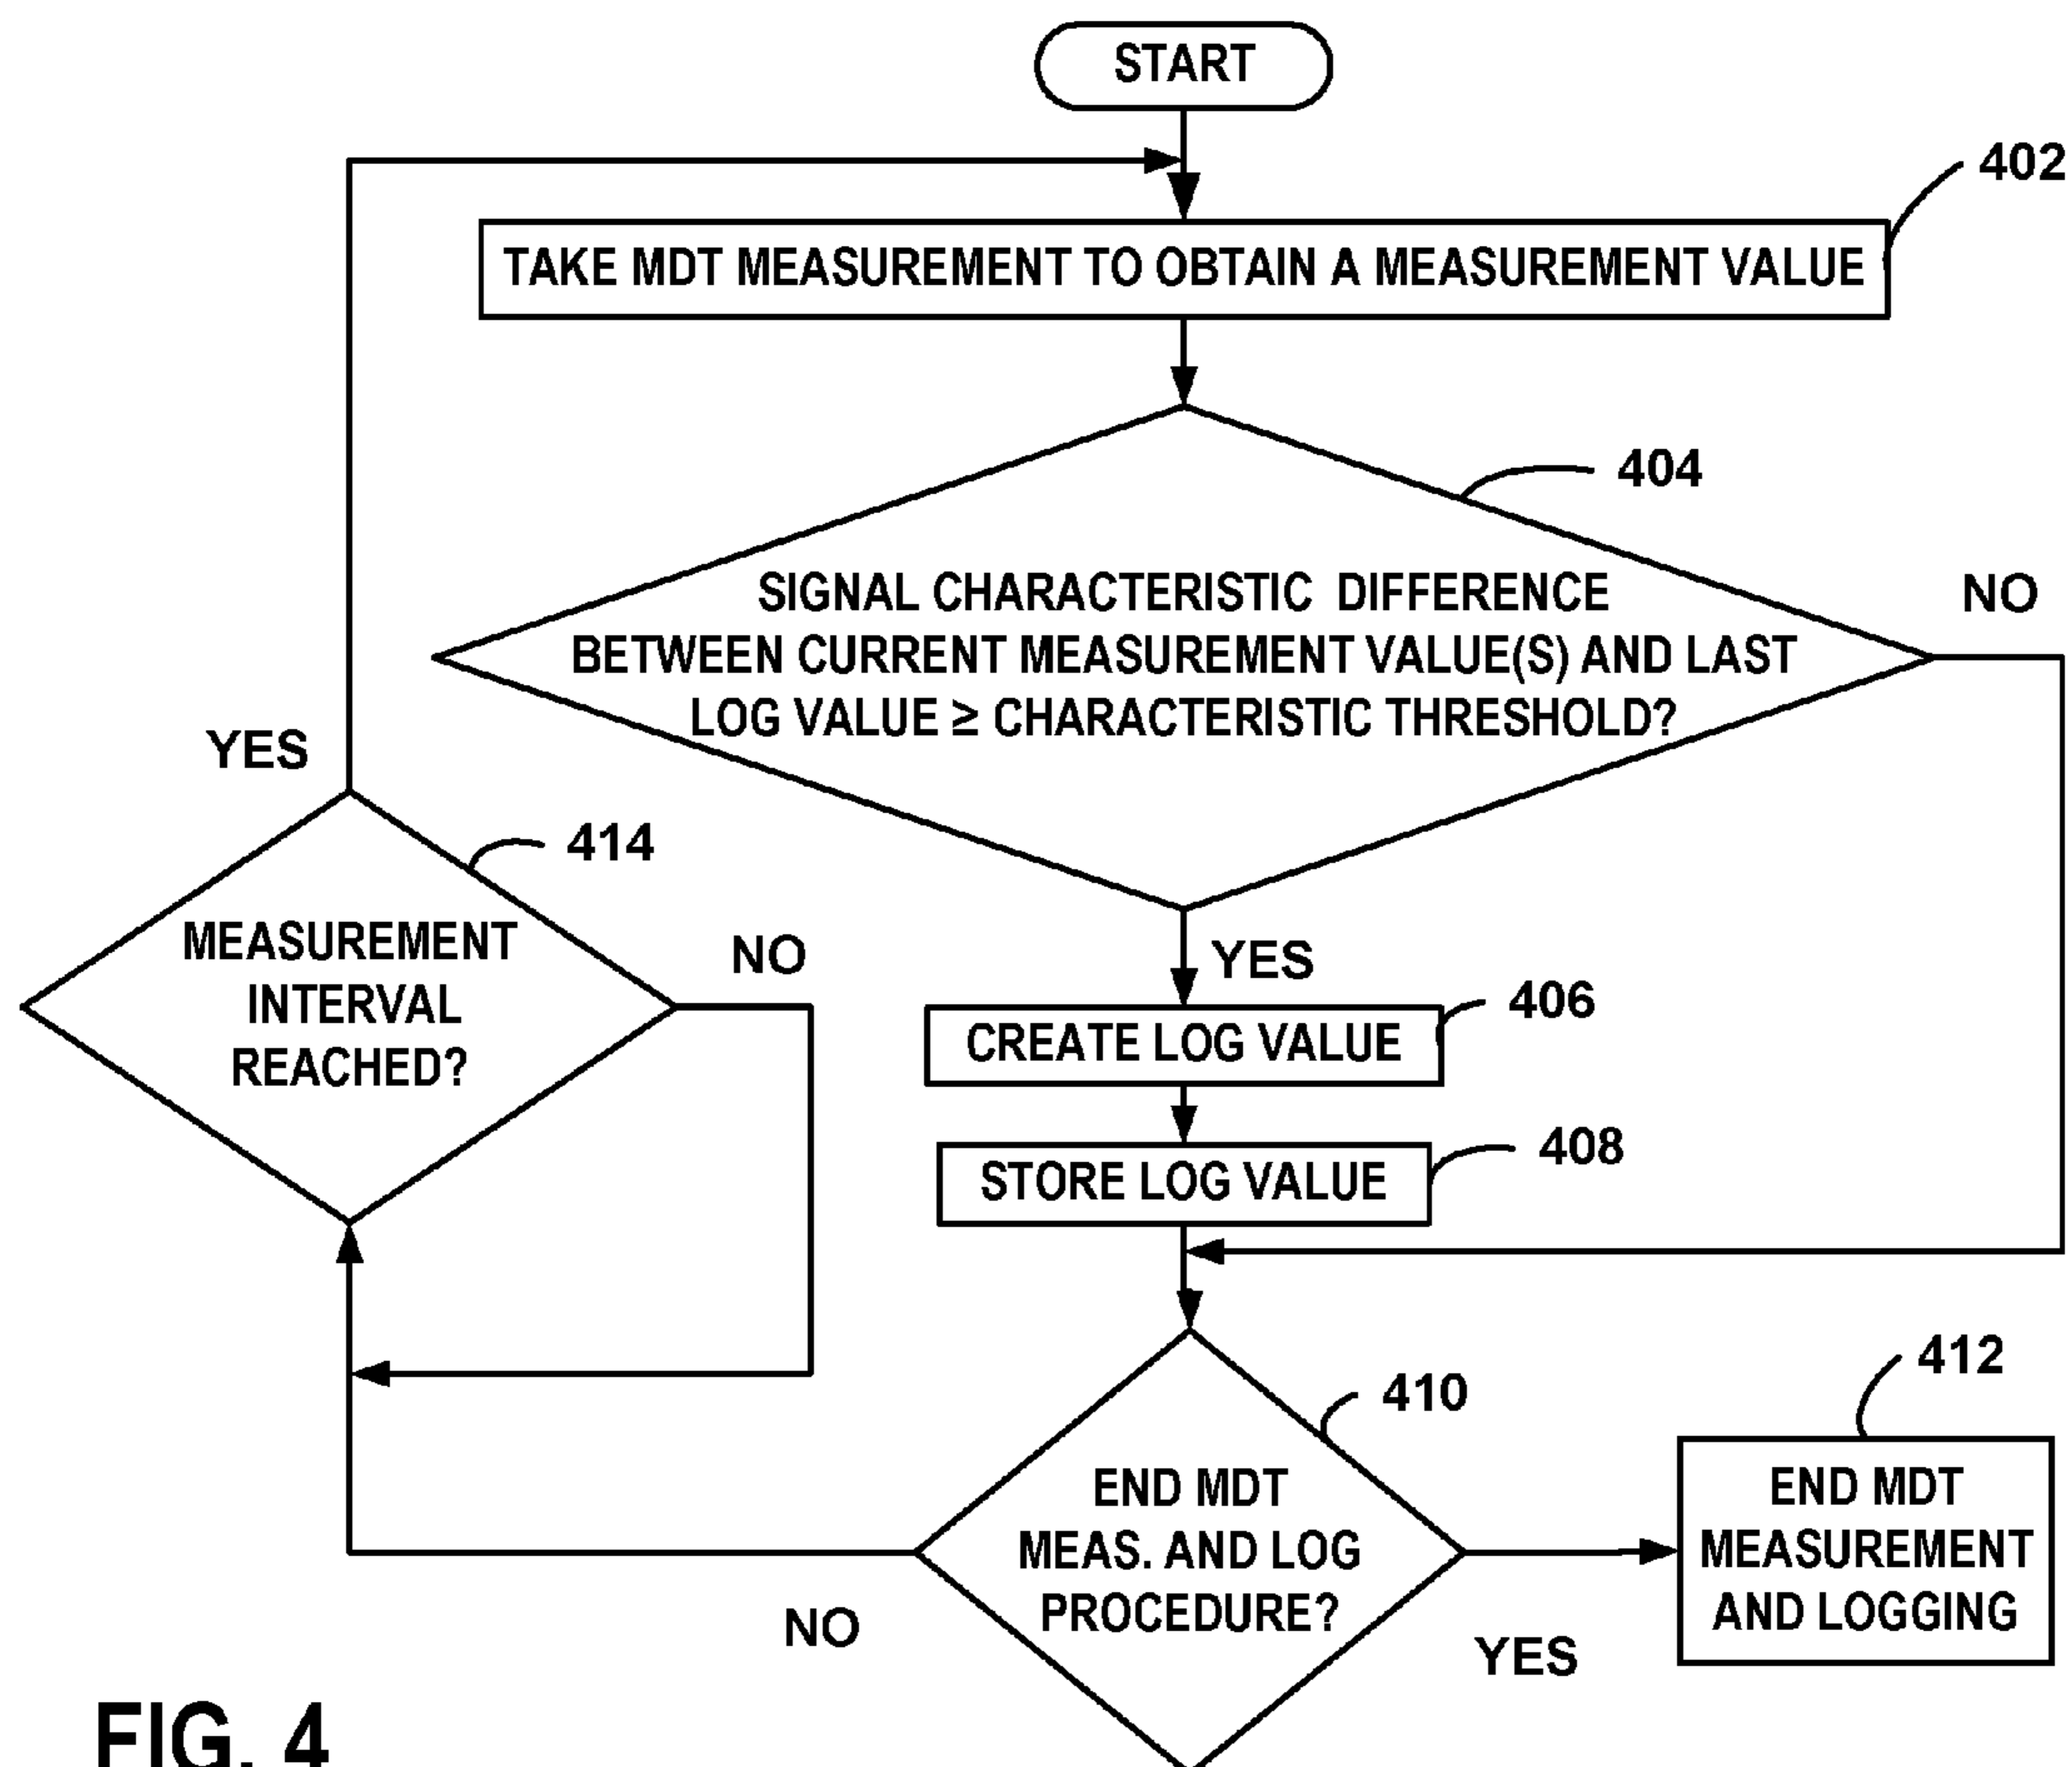 START
402
TAKE MDT MEASUREMENT TO OBTAIN A MEASUREMENT VALUE
404
SIGNAL CHARACTERISTIC DIFFERENCE
BETWEEN CURRENT MEASUREMENT VALUE(S) AND LAST
LOG VALUE ≥ CHARACTERISTIC THRESHOLD?
NO
YES
414
MEASUREMENT
INTERVAL
REACHED?
NO
YES
406
CREATE LOG VALUE
408
STORE LOG VALUE
410
END MDT
MEAS. AND LOG
PROCEDURE?
NO
YES
412
END MDT
MEASUREMENT
AND LOGGING
FIG. 4